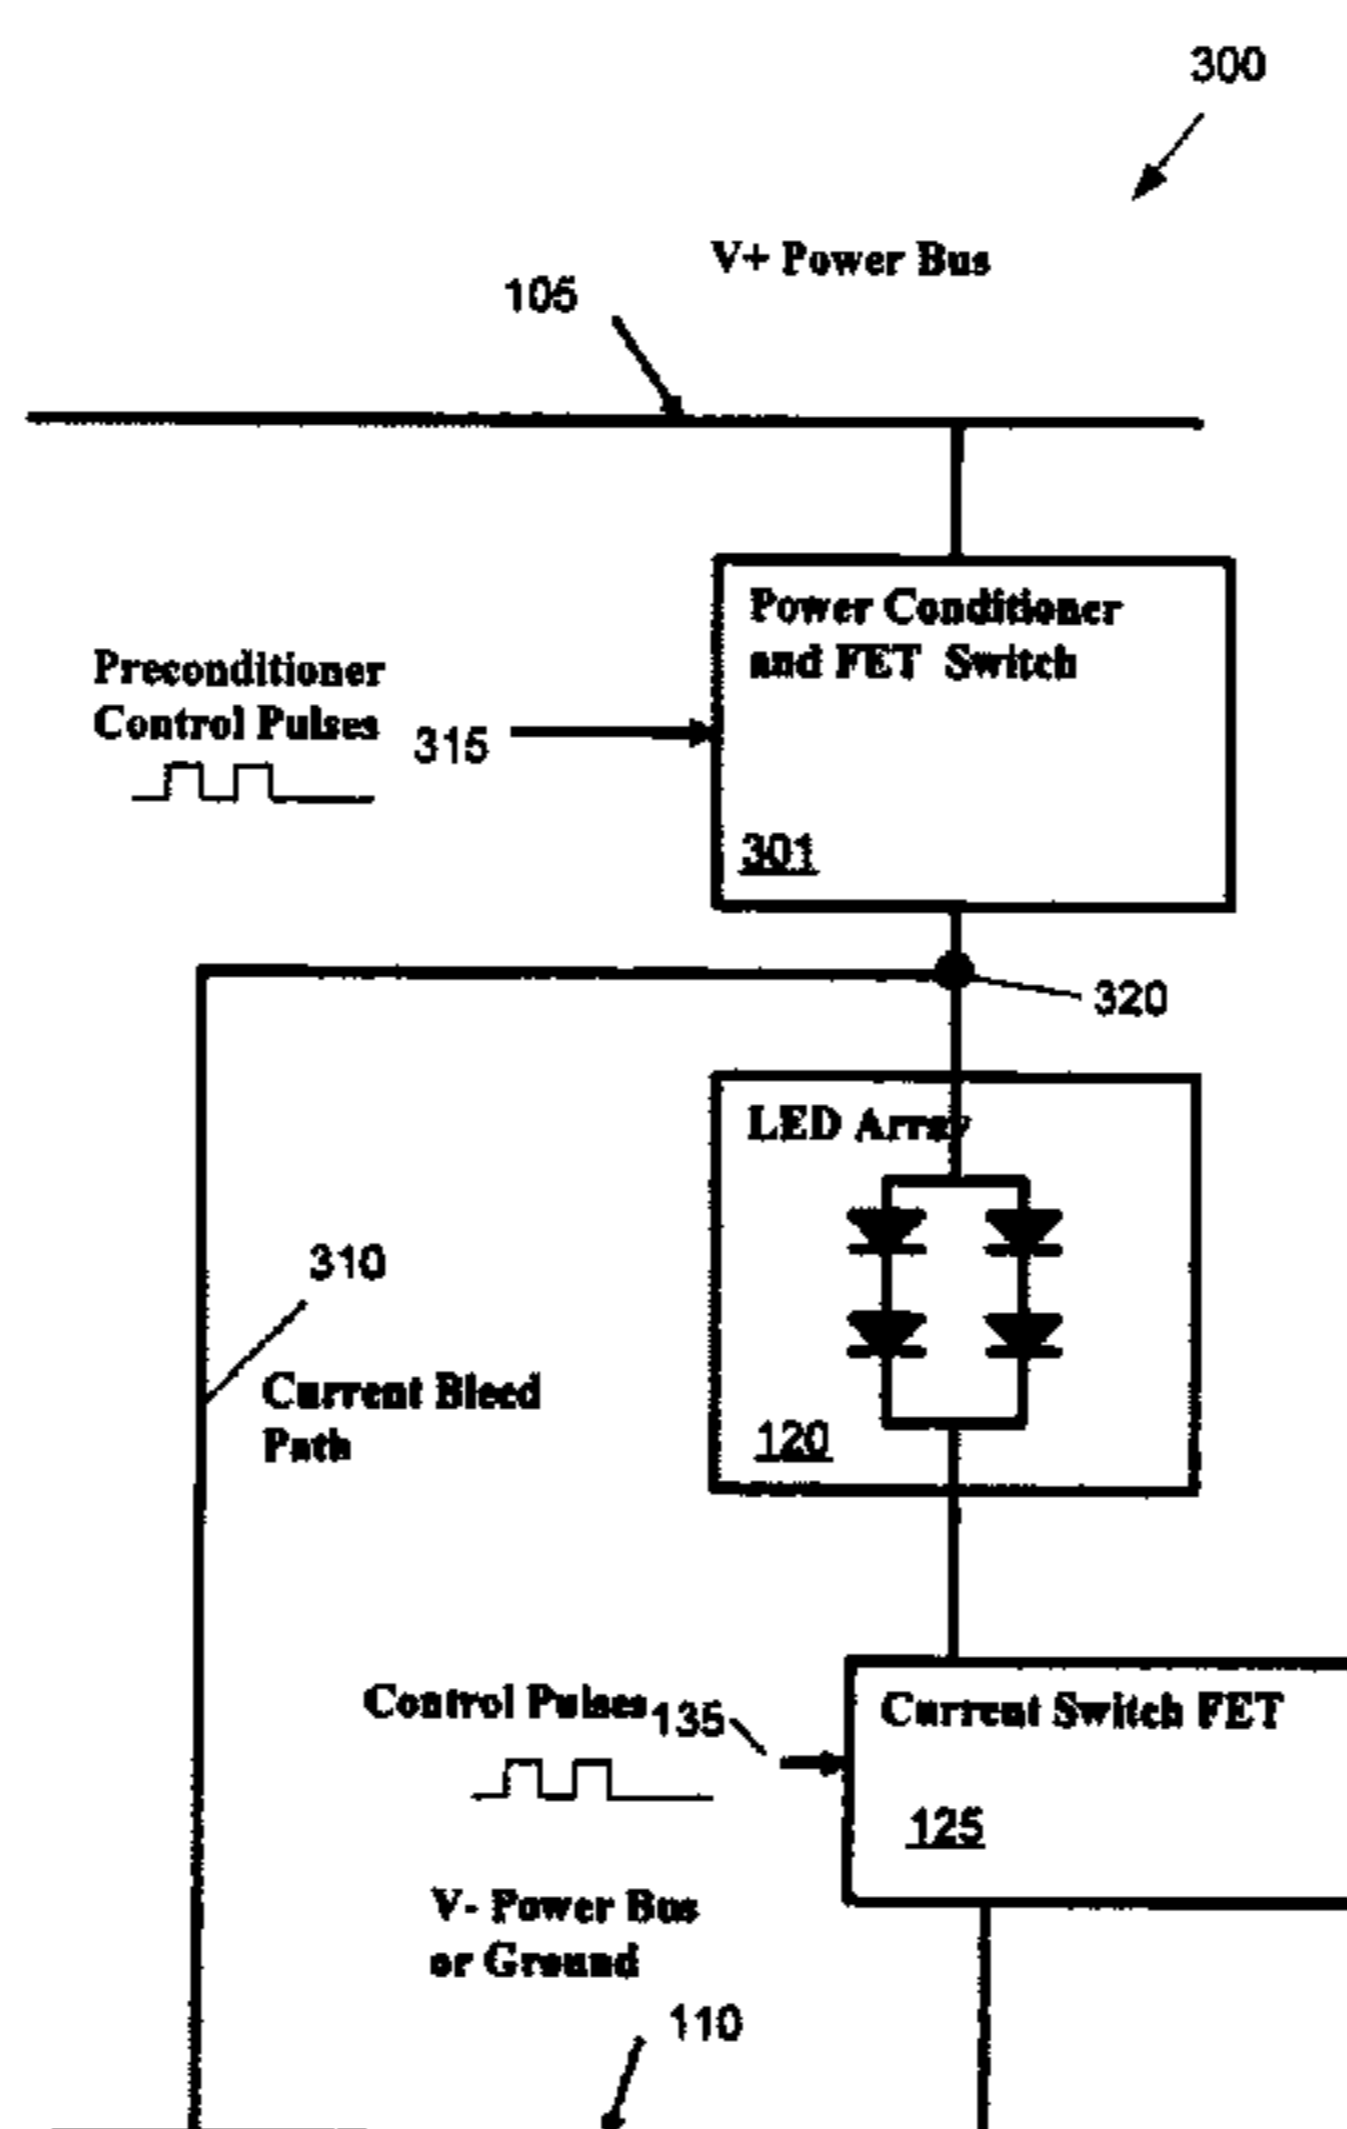 300
V+ Power Bus
105
Power Conditioner
and FET Switch
Preconditioner
Control Pulses
315
301
320
LED Array
310
Current Bleed
Path
120
Control Pulses
135
Current Switch FET
125
V- Power Bus
or Ground
110